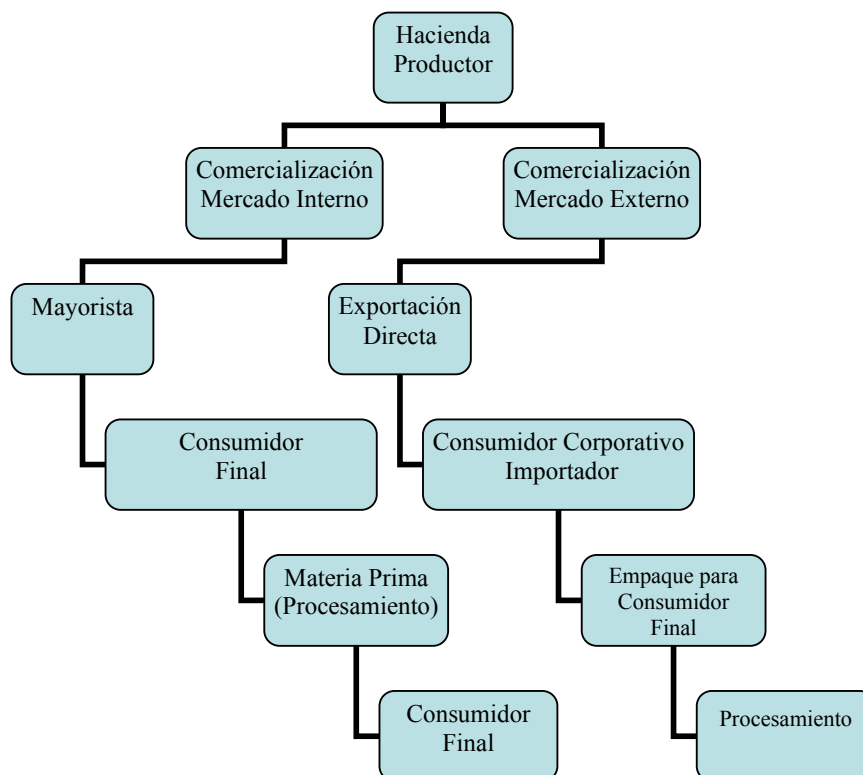 Hacienda
Productor
Comercialización
Mercado Interno
Comercialización
Mercado Externo
Mayorista
Exportación
Directa
Consumidor
Final
Consumidor Corporativo
Importador
Materia Prima
(Procesamiento)
Empaque para
Consumidor
Final
Consumidor
Final
Procesamiento